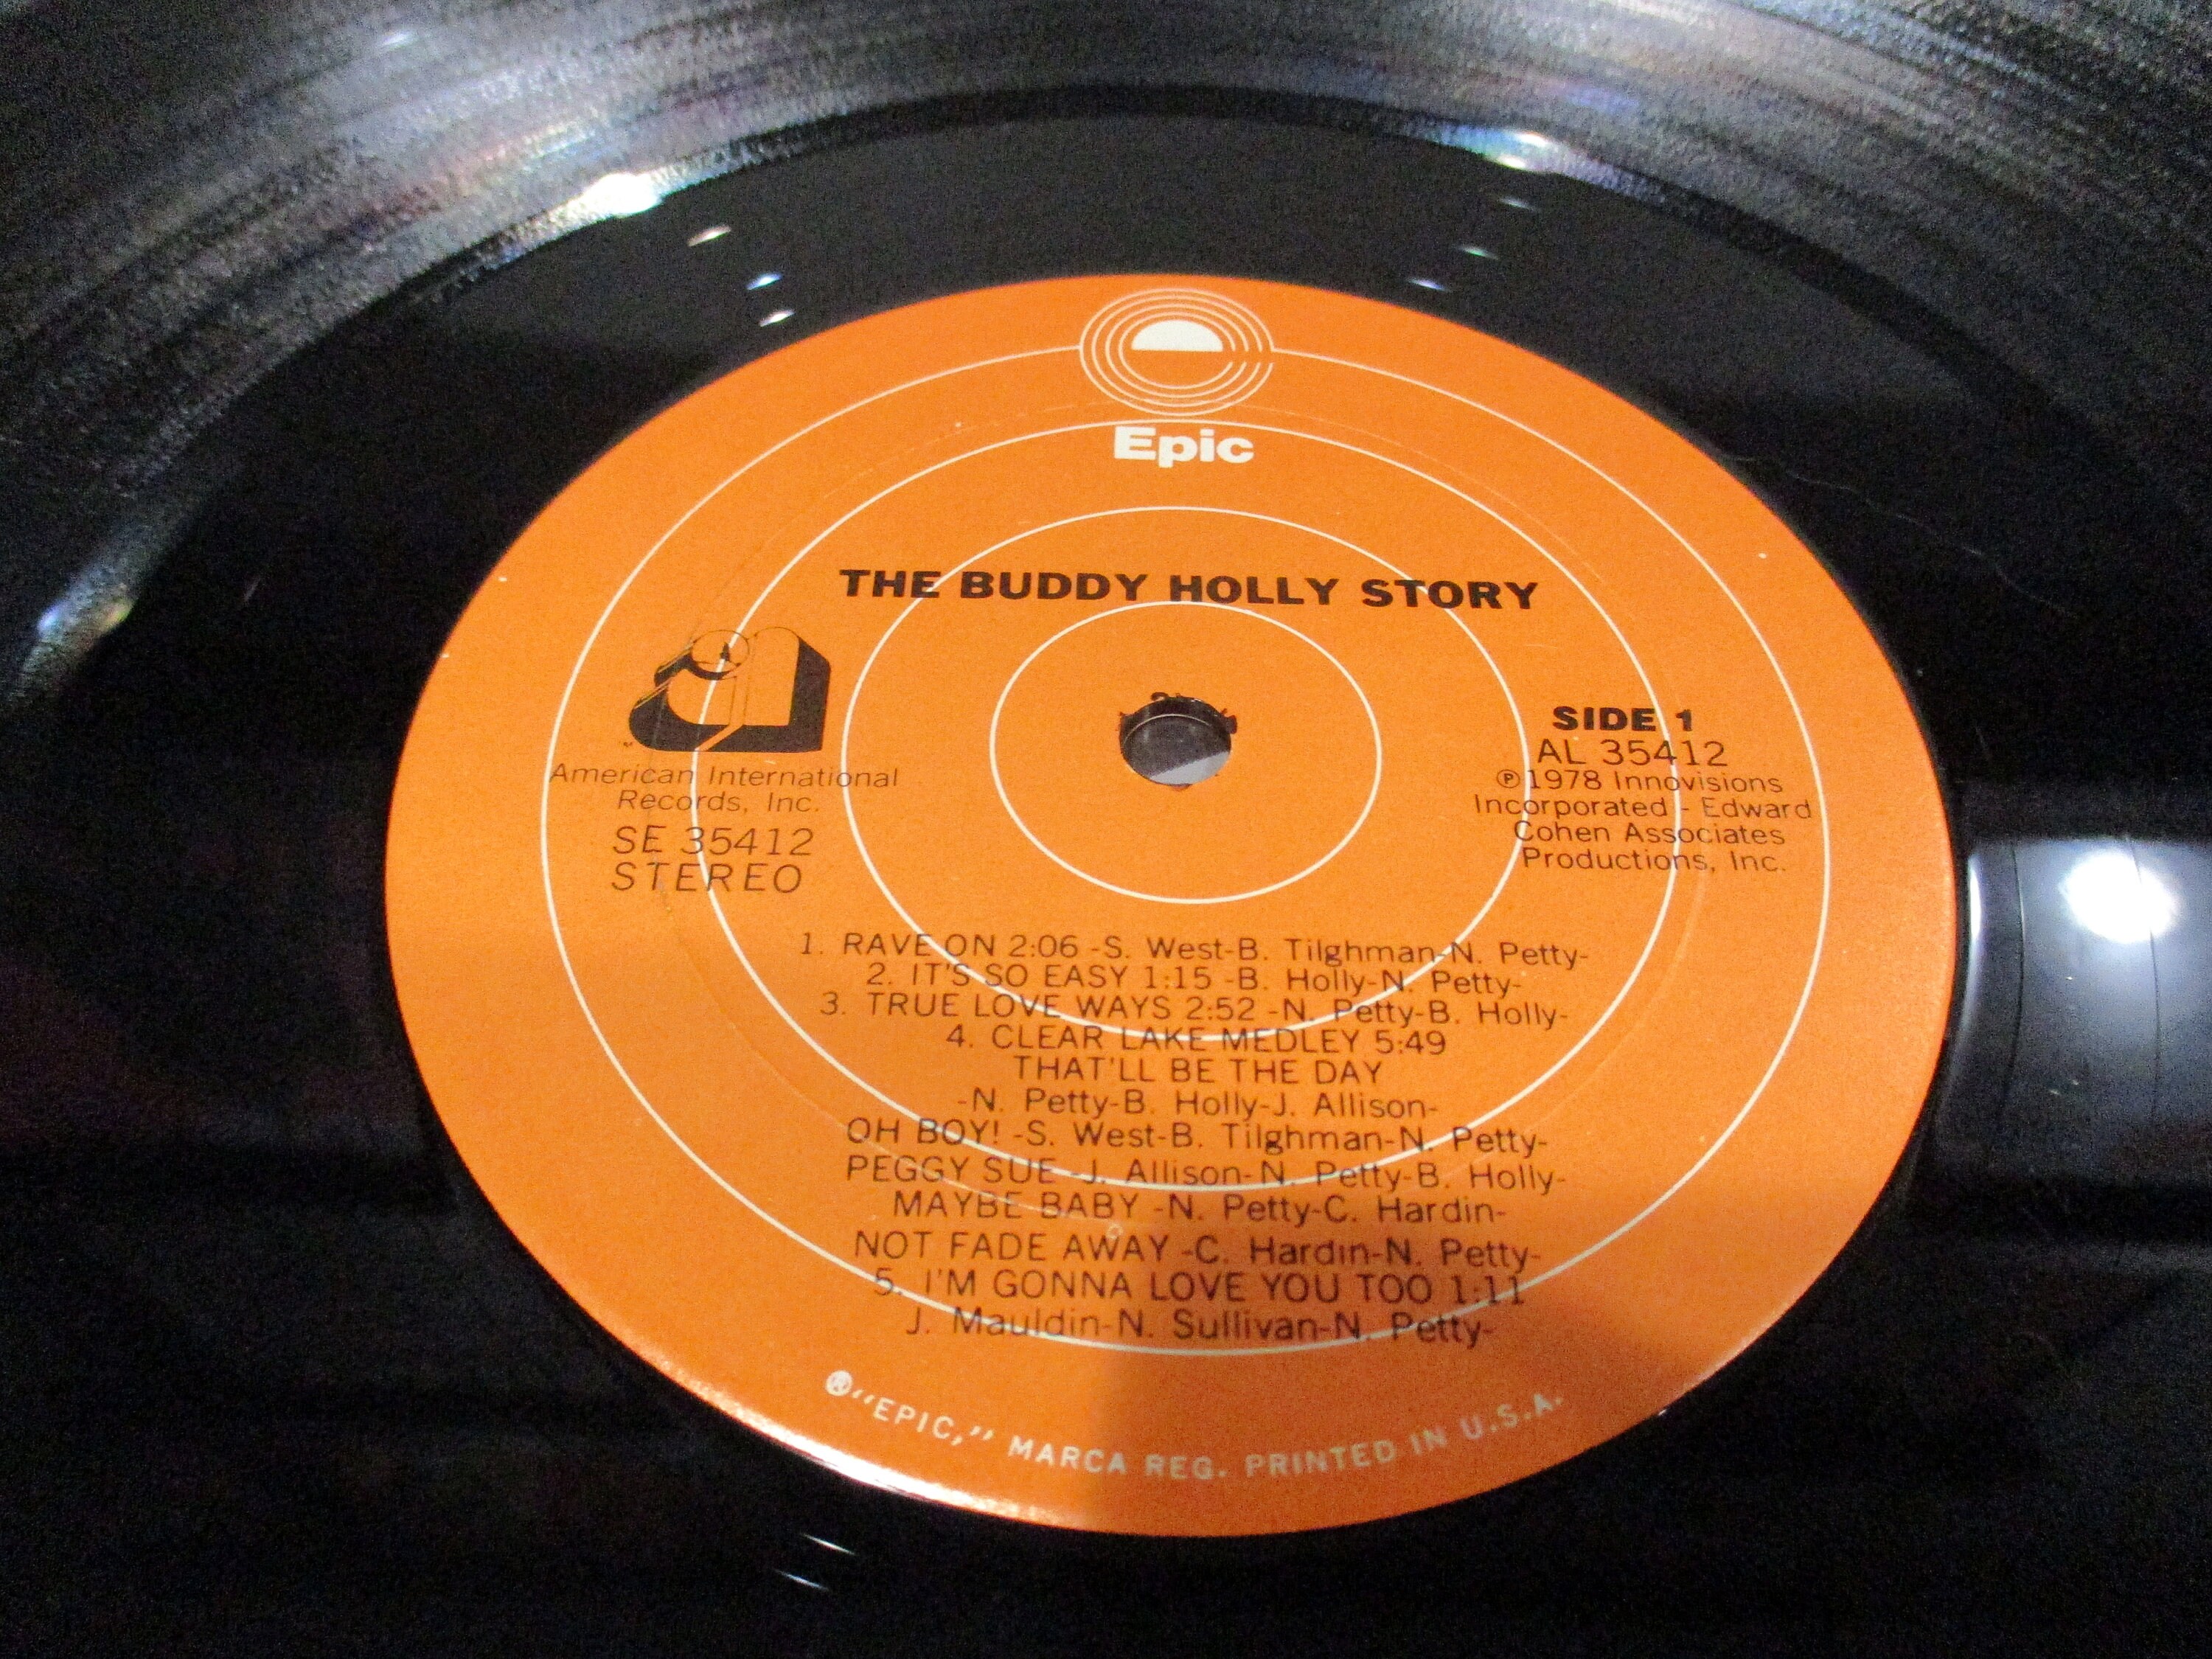 Epic
THE BUDDY HOLLY STORY
American International
Records, Inc.
SE 35412
STEREO
SIDE 1
AL 35412
℗1978 Innovisions
Incorporated - Edward
Cohen Associates
Productions, Inc.
1. RAVE ON 2:06 -S. West-B. Tilghman-N. Petty-
2. IT'S SO EASY 1:15 -B. Holly-N. Petty-
3. TRUE LOVE WAYS 2:52 -N. Petty-B. Holly-
4. CLEAR LAKE MEDLEY 5:49
THAT'LL BE THE DAY
-N. Petty-B. Holly-J. Allison-
OH BOY! -S. West-B. Tilghman-N. Petty-
PEGGY SUE -J. Allison-N. Petty-B. Holly-
MAYBE BABY -N. Petty-C. Hardin-
NOT FADE AWAY -C. Hardin-N. Petty-
5. I'M GONNA LOVE YOU TOO 1:11
J. Mauldin-N. Sullivan-N. Petty-
®"EPIC," MARCA REG. PRINTED IN U.S.A.